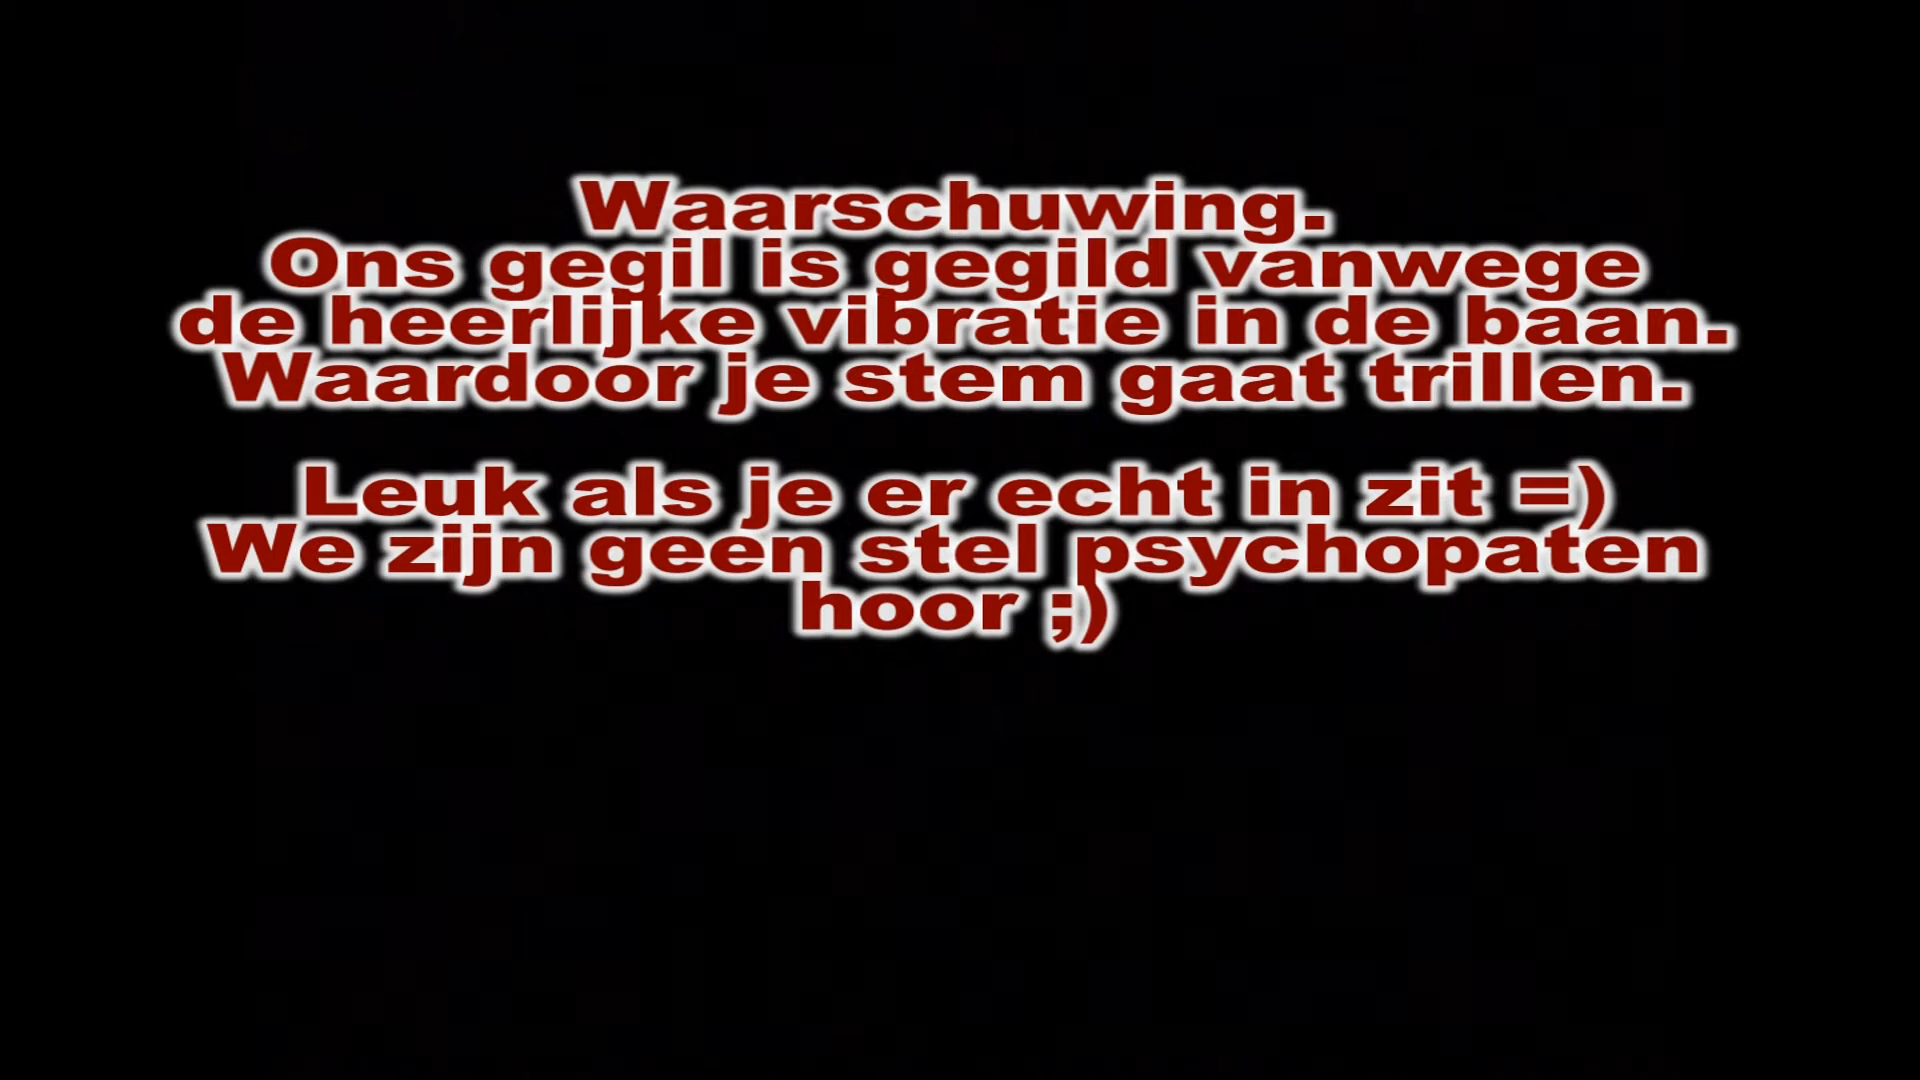 Waarschuwing.
Ons gegil is gegild vanwege
de heerlijke vibratie in de baan.
Waardoor je stem gaat trillen.
Leuk als je er echt in zit =)
We zijn geen stel psychopaten
hoor ;)